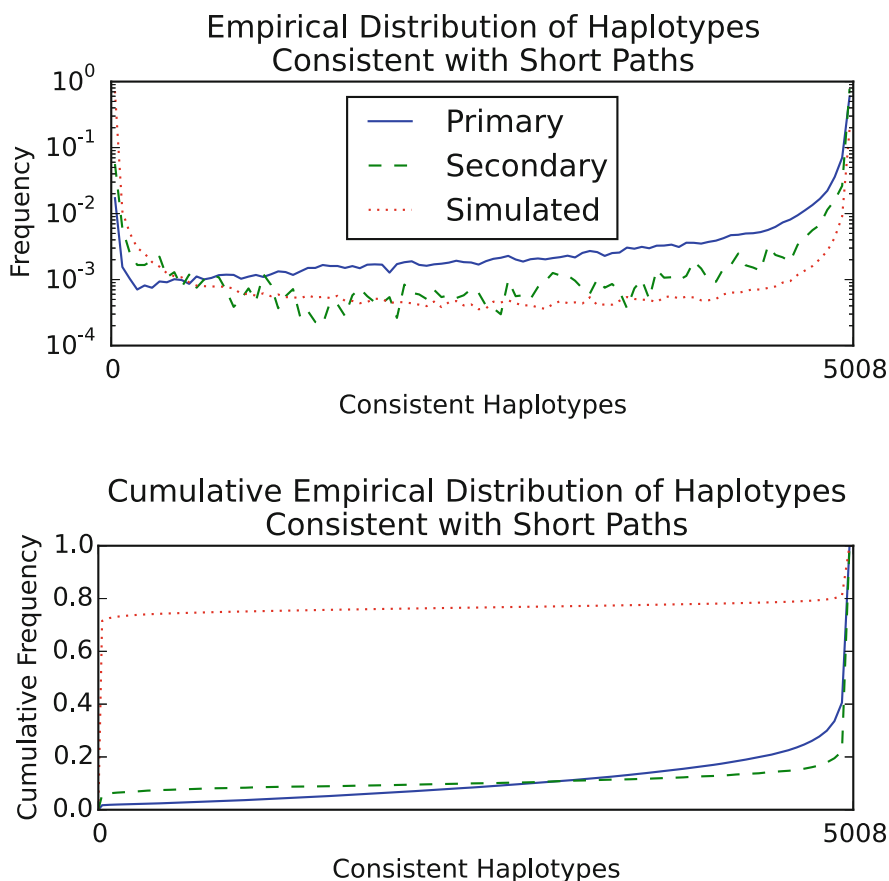 Empirical Distribution of Haplotypes
Consistent with Short Paths
Frequency
10^0
10^-1
10^-2
10^-3
10^-4
Primary
Secondary
Simulated
0
5008
Consistent Haplotypes
Cumulative Empirical Distribution of Haplotypes
Consistent with Short Paths
Cumulative Frequency
1.0
0.8
0.6
0.4
0.2
0.0
0
5008
Consistent Haplotypes